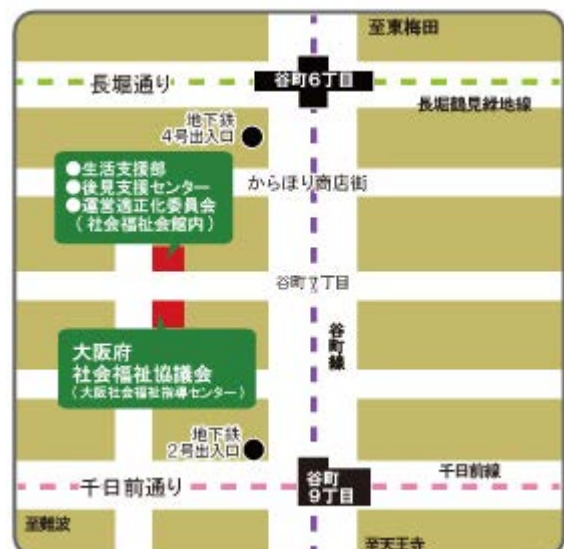 至東梅田
谷町6丁目
長堀通り
長堀鶴見緑地線
地下鉄
4号出入口
●生活支援部
●後見支援センター
●運営適正化委員会
(社会福祉会館内)
からほり商店街
谷町7丁目
谷町線
大阪府
社会福祉協議会
(大阪社会福祉指導センター)
地下鉄
2号出入口
谷町
9丁目
千日前線
千日前通り
至難波
至天王寺